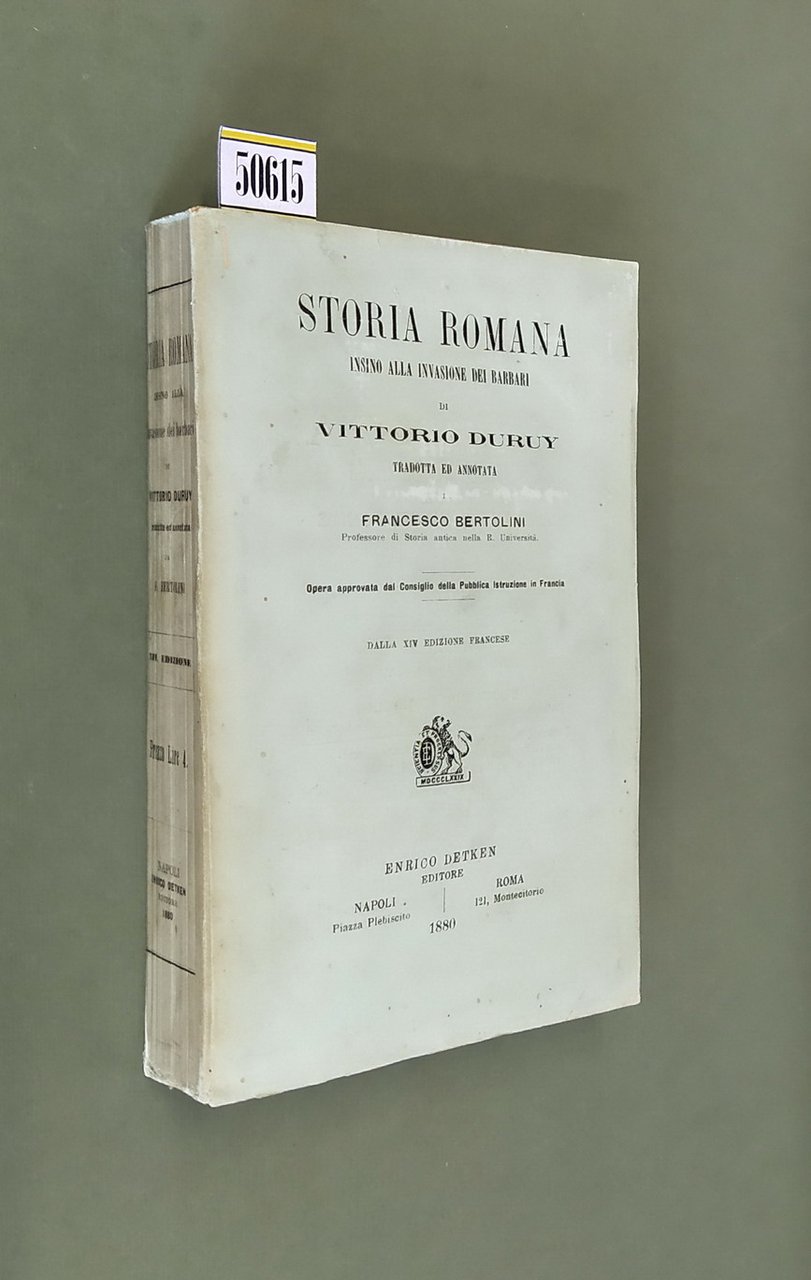 50615
STORIA ROMANA
INSINO ALLA INVASIONE DEI BARBARI
DI
VITTORIO DURUY
TRADOTTA ED ANNOTATA
FRANCESCO BERTOLINI
Professore di Storia antica nella R. Università.
Opera approvata dal Consiglio della Pubblica Istruzione in Francia
DALLA XIV EDIZIONE FRANCESE
SCIENTIA
MDCCCLXXIX
ENRICO DETKEN
EDITORE
NAPOLI
Piazza Plebiscito
ROMA
121, Montecitorio
1880
ROMANA
VITTORIO DURUY
BERTOLINI
EDIZIONE
Prezzo Lire 4.
NAPOLI
ENRICO DETKEN
EDITORE
1880